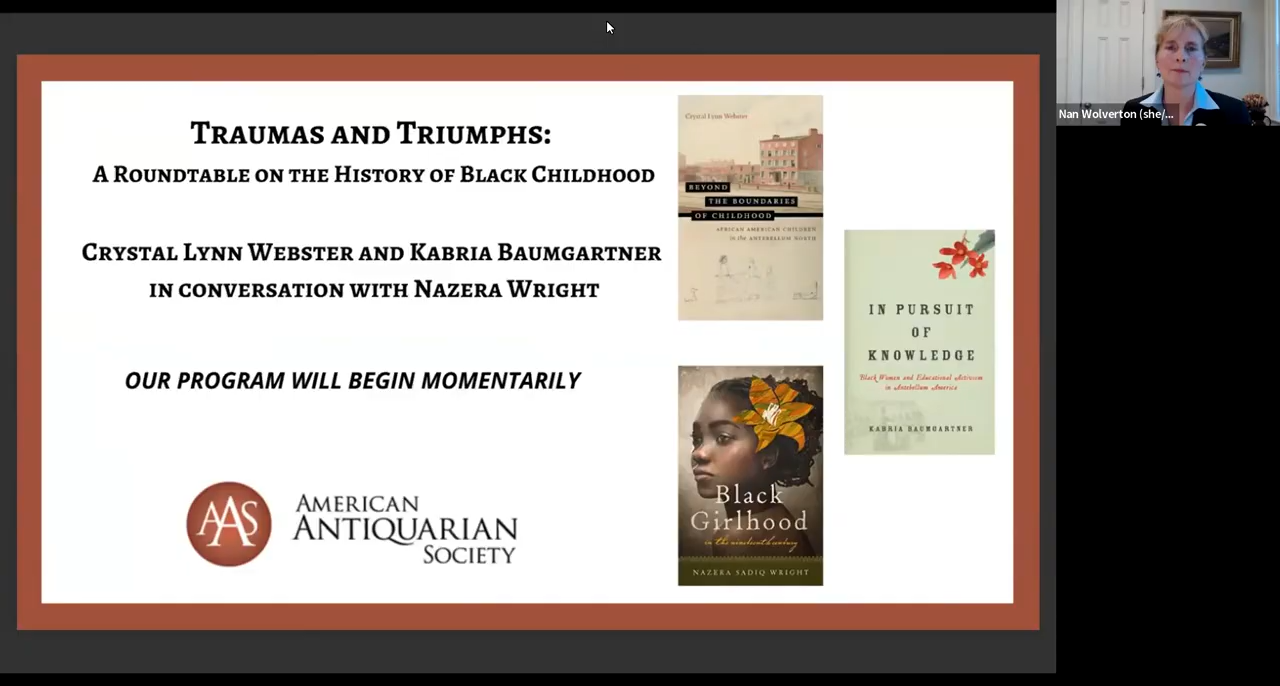 TRAUMAS AND TRIUMPHS:
A ROUNDTABLE ON THE HISTORY OF BLACK CHILDHOOD
CRYSTAL LYNN WEBSTER AND KABRIA BAUMGARTNER
IN CONVERSATION WITH NAZERA WRIGHT
OUR PROGRAM WILL BEGIN MOMENTARILY
AAS
AMERICAN
ANTIQUARIAN
SOCIETY
Crystal Lynn Webster
BEYOND
THE BOUNDARIES
OF CHILDHOOD
AFRICAN AMERICAN CHILDREN
in the ANTEBELLUM NORTH
IN PURSUIT
OF
KNOWLEDGE
Black Women and Educational Activism
in Antebellum America
KABRIA BAUMGARTNER
Black
Girlhood
in the nineteenth century
NAZERA SADIQ WRIGHT
Nan Wolverton (she/...